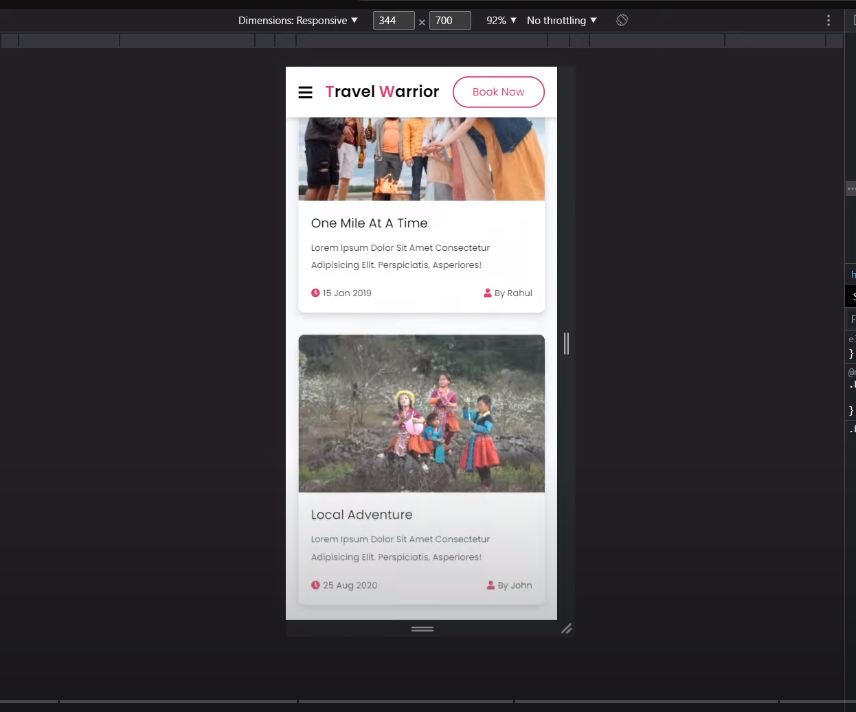 Dimensions: Responsive ▼ 344 × 700 92% ▼ No throttling ▼
Travel Warrior Book Now
One Mile At A Time
Lorem Ipsum Dolor Sit Amet Consectetur
Adipisicing Elit. Perspiciatis, Asperiores!
15 Jan 2019 By Rahul
Local Adventure
Lorem Ipsum Dolor Sit Amet Consectetur
Adipisicing Elit. Perspiciatis, Asperiores!
25 Aug 2020 By John